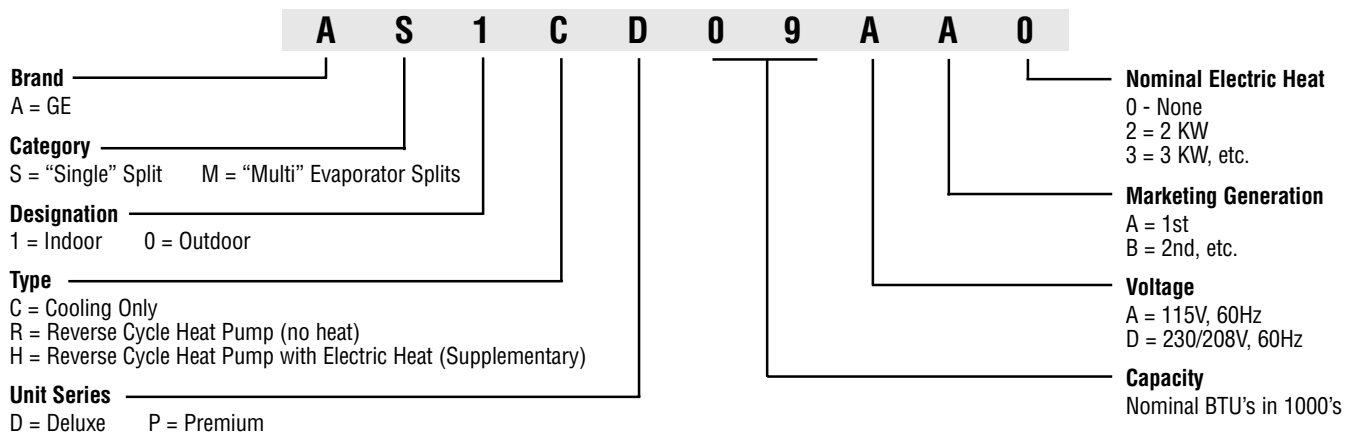 A S 1 C D 0 9 A A 0
Brand
A = GE
Category
S = “Single” Split M = “Multi” Evaporator Splits
Designation
1 = Indoor 0 = Outdoor
Type
C = Cooling Only
R = Reverse Cycle Heat Pump (no heat)
H = Reverse Cycle Heat Pump with Electric Heat (Supplementary)
Unit Series
D = Deluxe P = Premium
Nominal Electric Heat
0 - None
2 = 2 KW
3 = 3 KW, etc.
Marketing Generation
A = 1st
B = 2nd, etc.
Voltage
A = 115V, 60Hz
D = 230/208V, 60Hz
Capacity
Nominal BTU’s in 1000’s